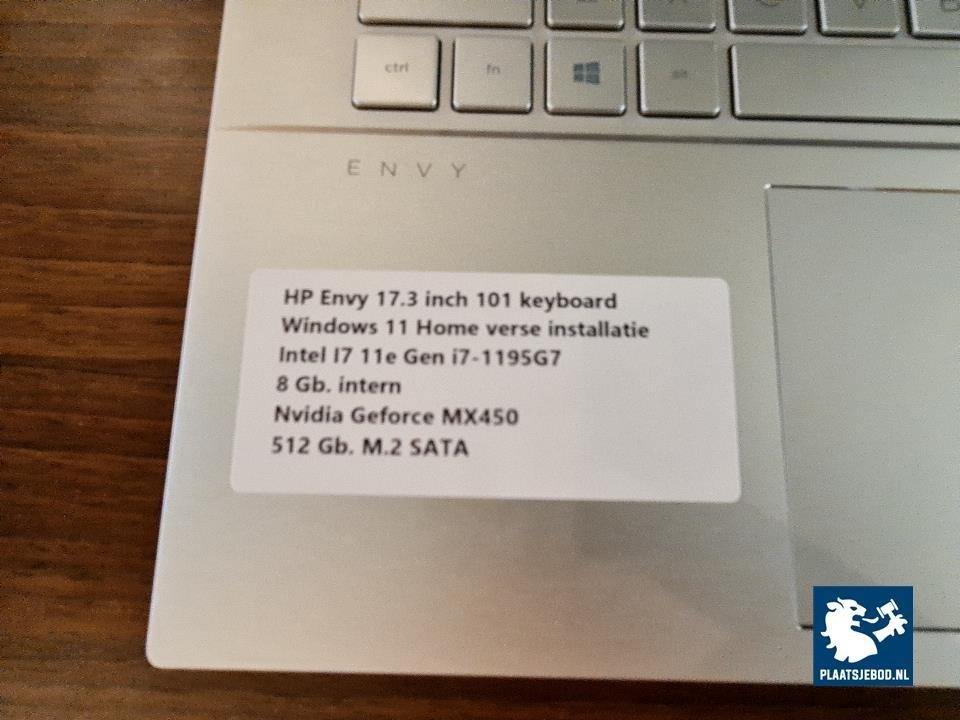 ctrl
fn
alt
ENVY
HP Envy 17.3 inch 101 keyboard
Windows 11 Home verse installatie
Intel I7 11e Gen i7-1195G7
8 Gb. intern
Nvidia Geforce MX450
512 Gb. M.2 SATA
PLAATSJEBOD.NL